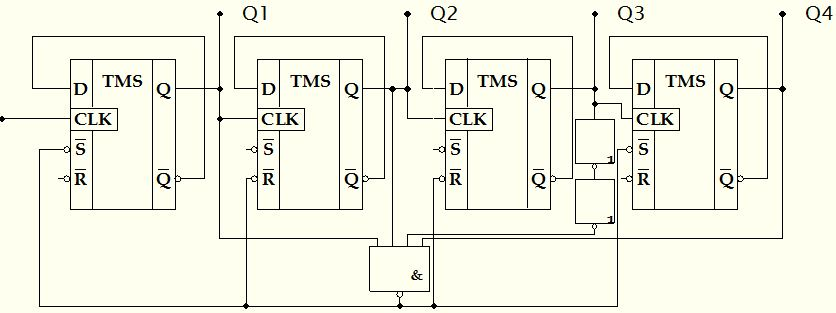 Q1 Q2 Q3 Q4
TMS TMS TMS TMS
D Q D Q D Q D Q
CLK CLK CLK CLK
1
S̅ S̅ S̅ S̅
R̅ Q̅ R̅ Q̅ R̅ Q̅ R̅ Q̅
1
&